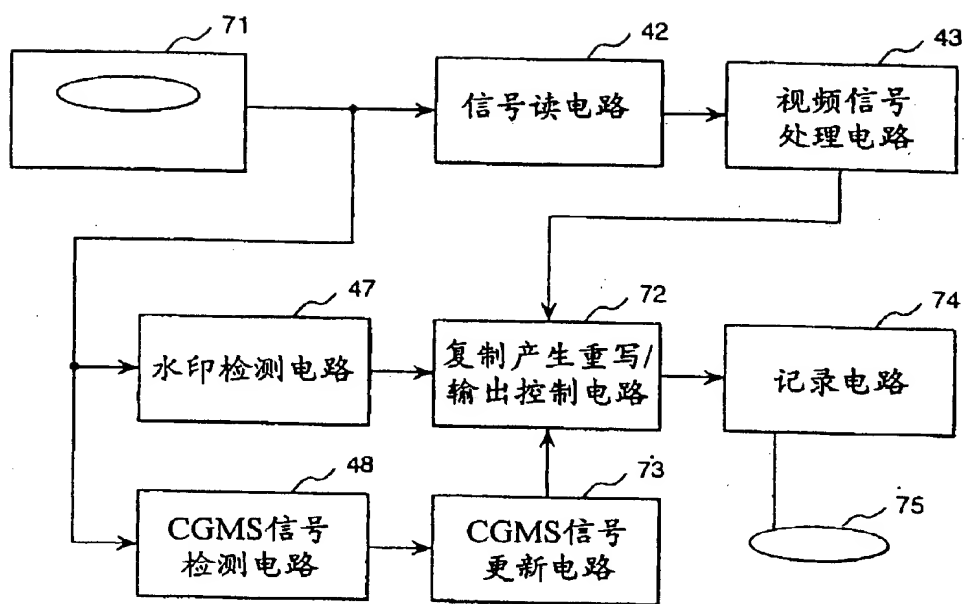 71
42
信号读电路
43
视频信号
处理电路
47
水印检测电路
72
复制产生重写/
输出控制电路
74
记录电路
48
CGMS信号
检测电路
73
CGMS信号
更新电路
75